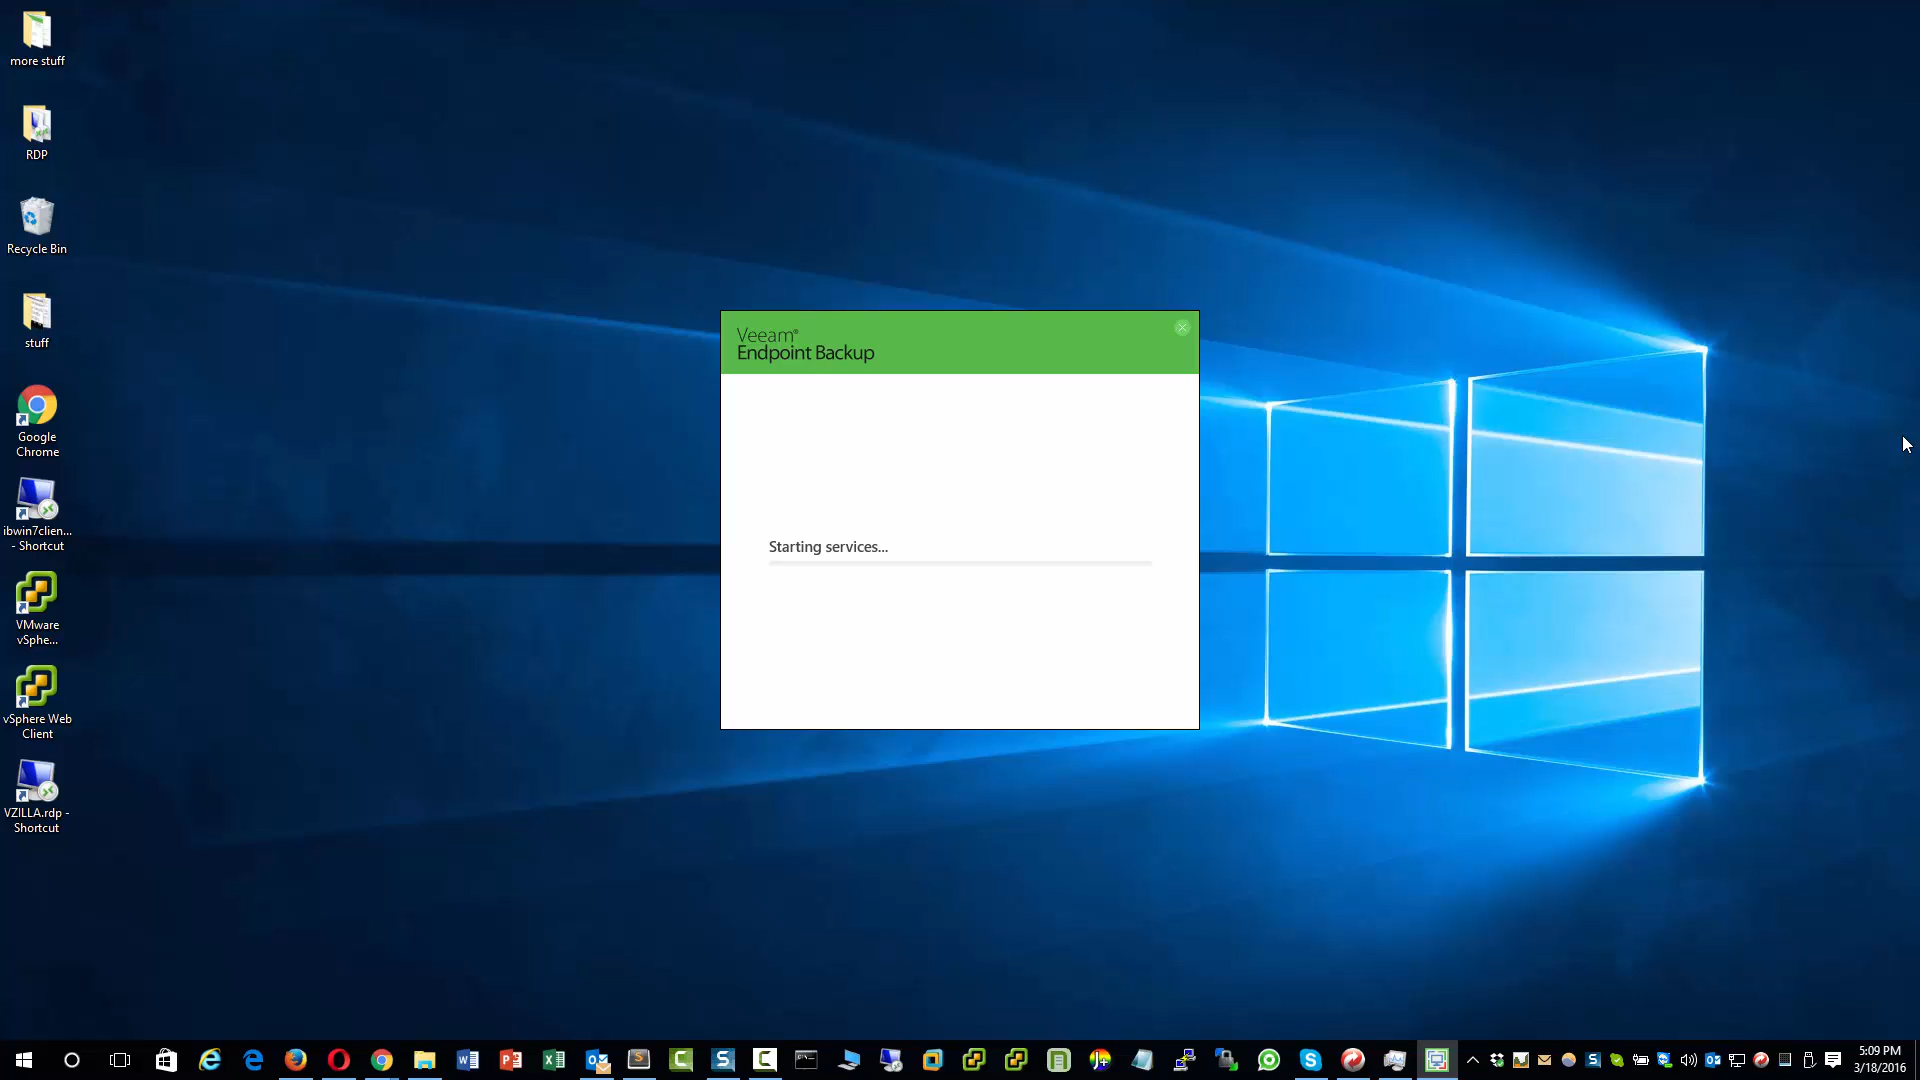 more stuff
RDP
Recycle Bin
stuff
Google
Chrome
ibwin7clien...
- Shortcut
VMware
vSphe...
vSphere Web
Client
VZILLA.rdp -
Shortcut
Veeam®
Endpoint Backup
Starting services...
5:09 PM
3/18/2016